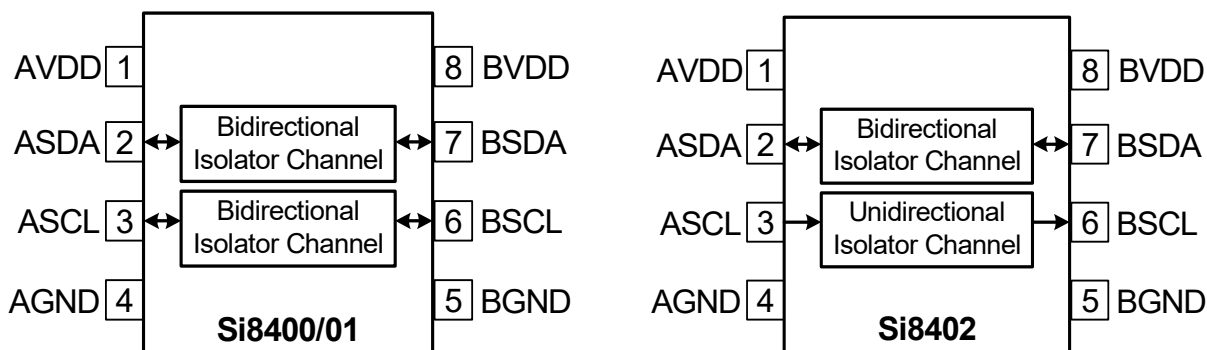 AVDD 1
8 BVDD
Bidirectional
Isolator Channel
ASDA 2
7 BSDA
Bidirectional
Isolator Channel
ASCL 3
6 BSCL
AGND 4
5 BGND
Si8400/01
AVDD 1
8 BVDD
Bidirectional
Isolator Channel
ASDA 2
7 BSDA
Unidirectional
Isolator Channel
ASCL 3
6 BSCL
AGND 4
5 BGND
Si8402